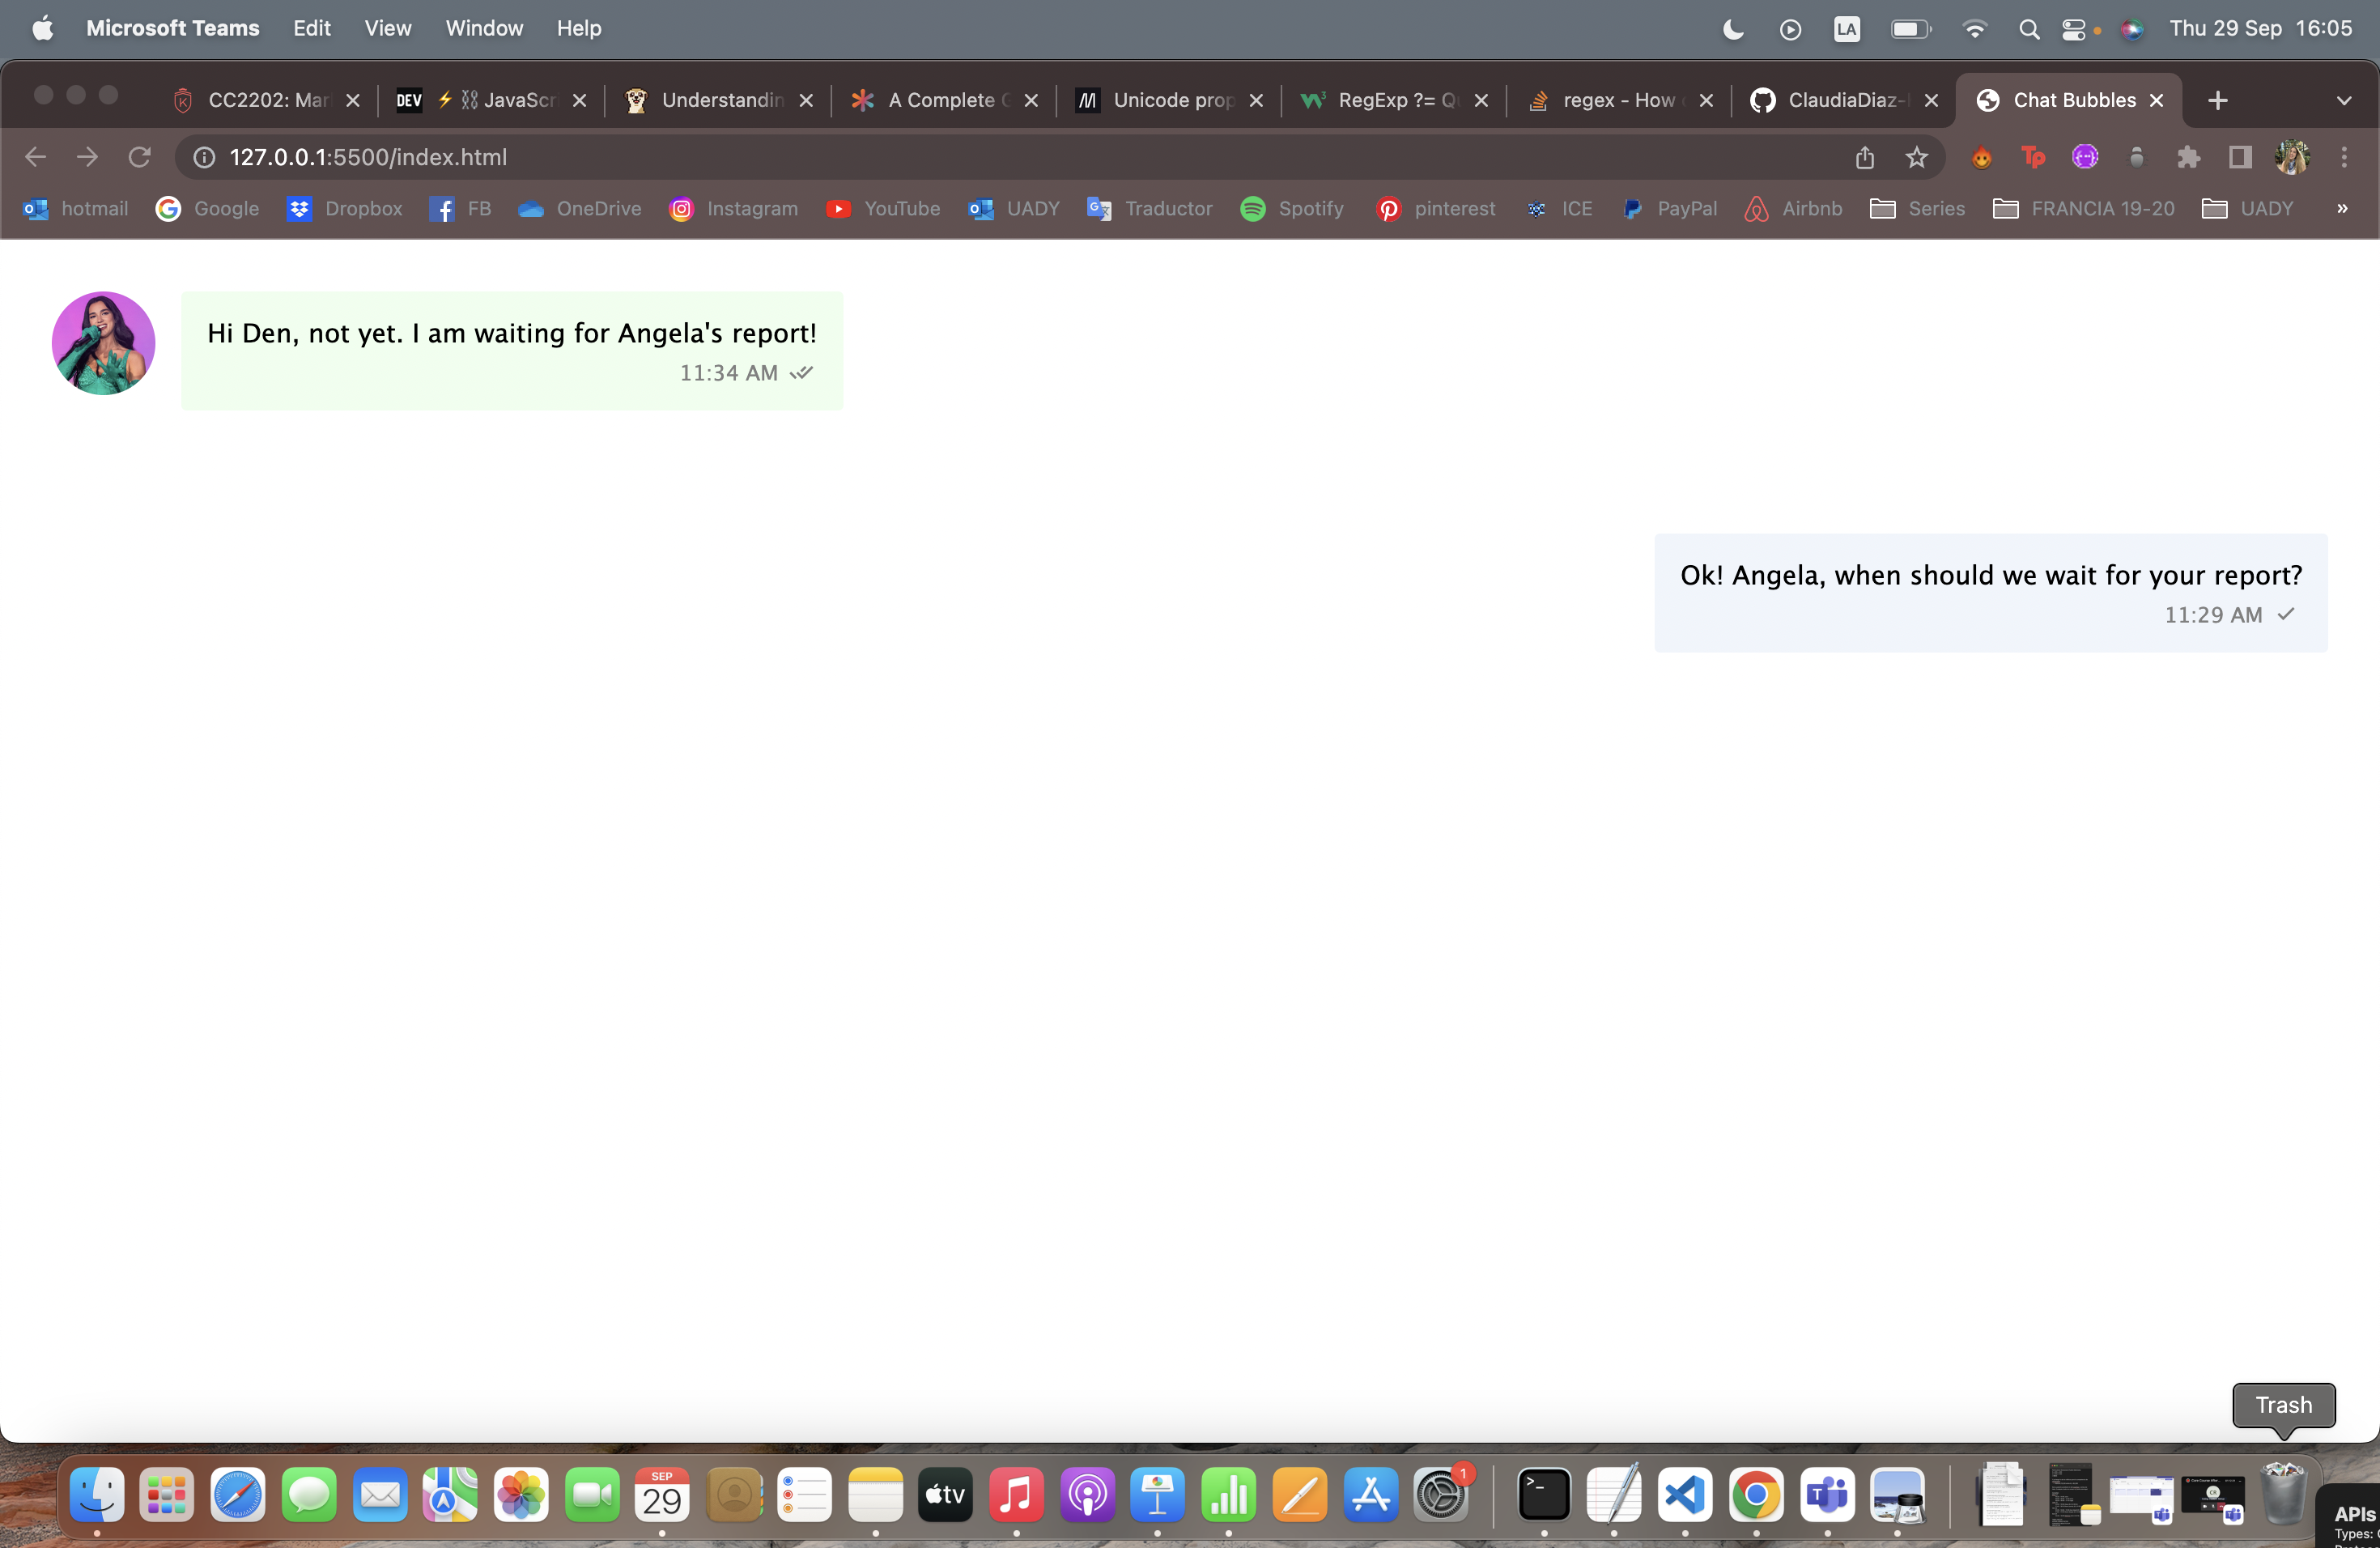 Microsoft Teams Edit View Window Help LA Thu 29 Sep 16:05
CC2202: Mar DEV JavaScr Understandin A Complete G Unicode prop RegExp ?= Qu regex - How ClaudiaDiaz- Chat Bubbles
127.0.0.1:5500/index.html Tp
hotmail Google Dropbox FB OneDrive Instagram YouTube UADY Traductor Spotify pinterest ICE PayPal Airbnb Series FRANCIA 19-20 UADY »
Hi Den, not yet. I am waiting for Angela's report!
11:34 AM
Ok! Angela, when should we wait for your report?
11:29 AM
Trash
SEP
29
tv
1
APIs
Types: